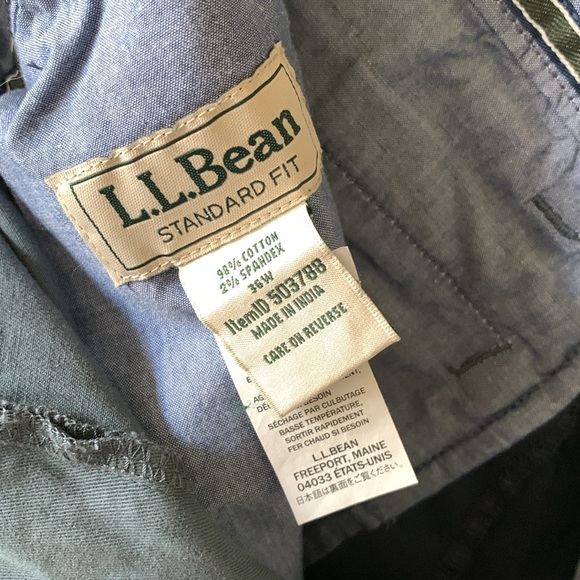 L.L.Bean
STANDARD FIT
98% COTTON
2% SPANDEX
36W
ItemID 503788
MADE IN INDIA
CARE ON REVERSE
SÉCHAGE PAR CULBUTAGE
BASSE TEMPÉRATURE.
SORTIR RAPIDEMENT
FER CHAUD SI BESOIN
L.L.BEAN
FREEPORT, MAINE
04033 ÉTATS-UNIS
日本語は裏面をご覧ください。